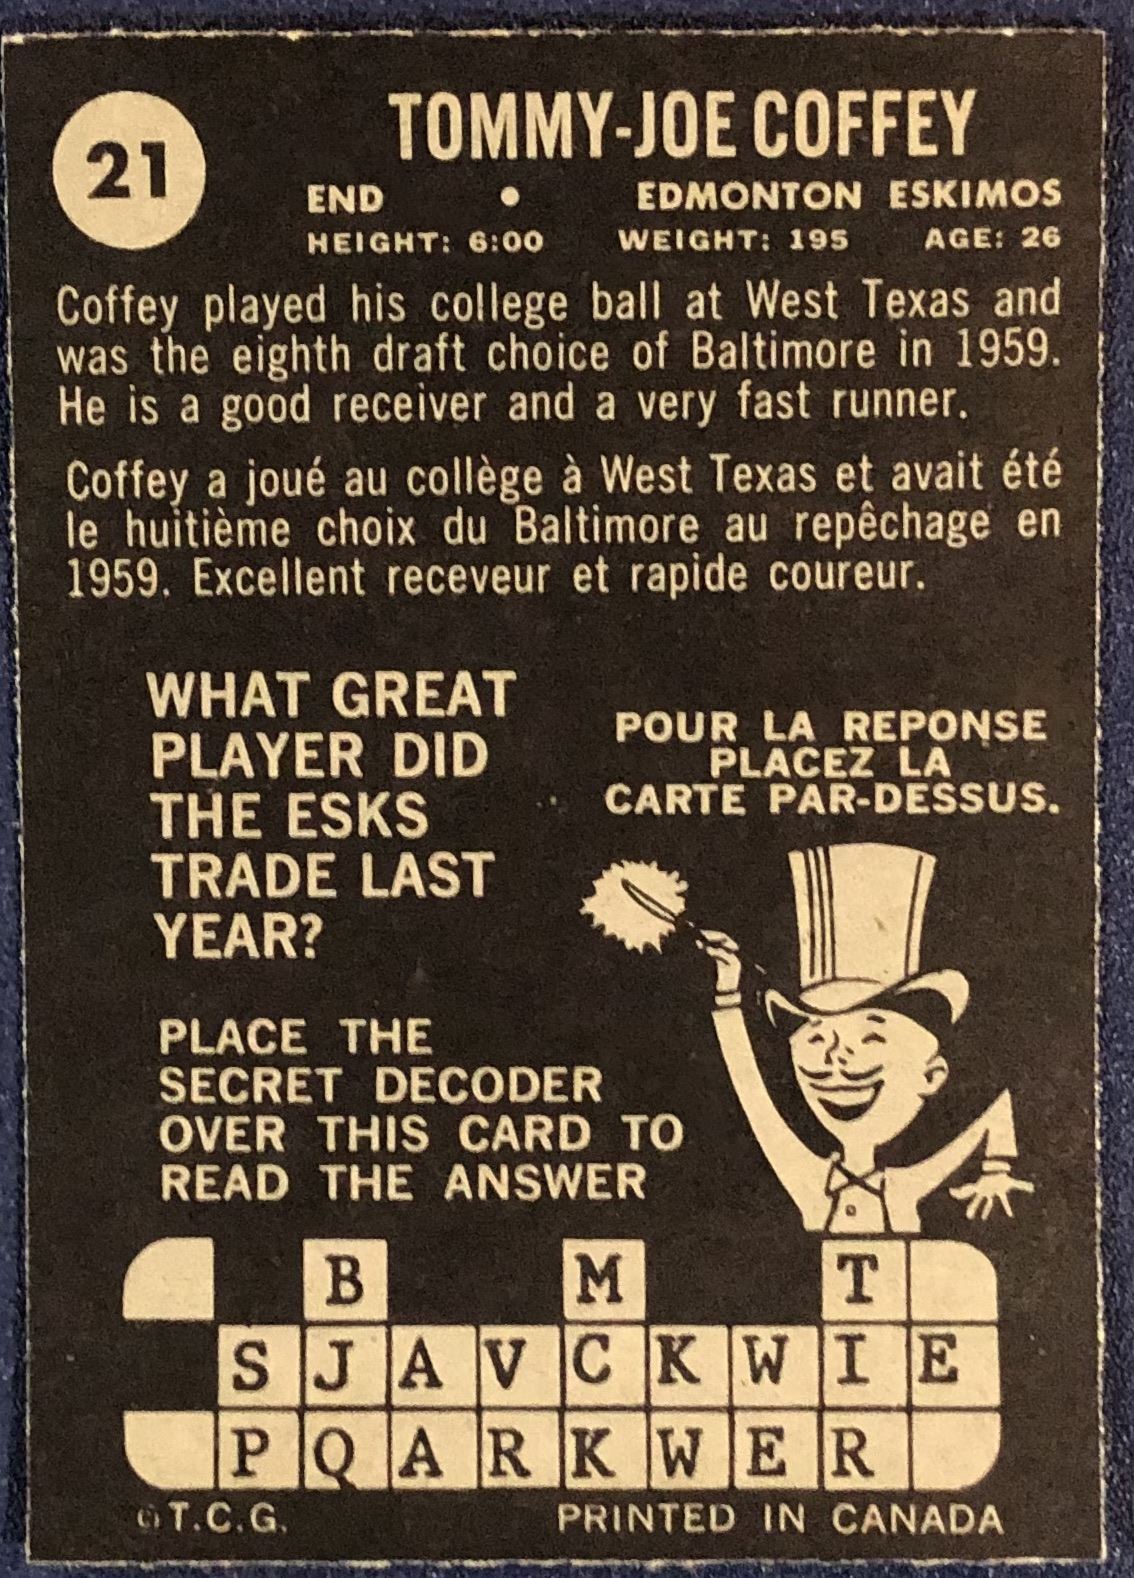 21
TOMMY-JOE COFFEY
END • EDMONTON ESKIMOS
HEIGHT: 6:00 WEIGHT: 195 AGE: 26
Coffey played his college ball at West Texas and
was the eighth draft choice of Baltimore in 1959.
He is a good receiver and a very fast runner.
Coffey a joué au collège à West Texas et avait été
le huitième choix du Baltimore au repêchage en
1959. Excellent receveur et rapide coureur.
WHAT GREAT
PLAYER DID
THE ESKS
TRADE LAST
YEAR?
POUR LA REPONSE
PLACEZ LA
CARTE PAR-DESSUS.
PLACE THE
SECRET DECODER
OVER THIS CARD TO
READ THE ANSWER
B M T
S J A V C K W I E
P Q A R K W E R
© T.C.G. PRINTED IN CANADA